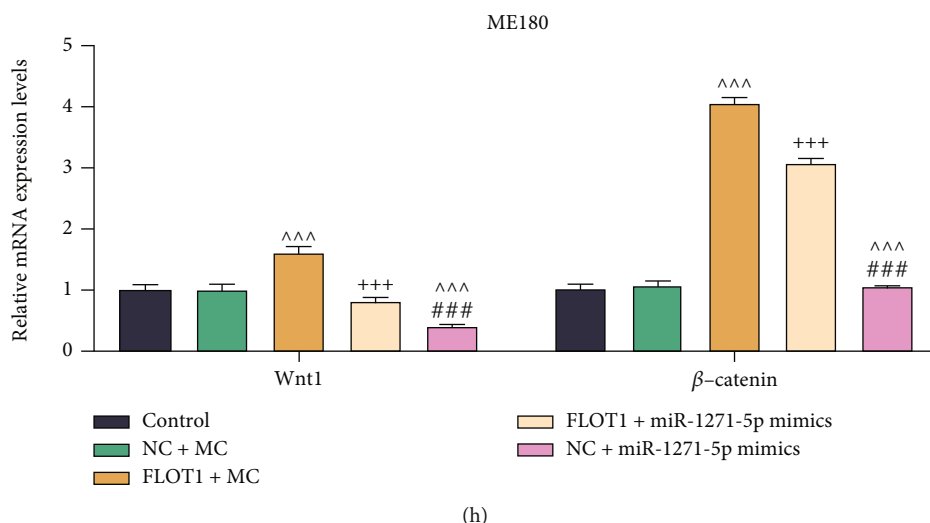 ME180
Relative mRNA expression levels
5
4
3
2
1
0
^^^
+++
^^^
###
^^^
+++
^^^
###
Wnt1
β–catenin
Control
NC + MC
FLOT1 + MC
FLOT1 + miR-1271-5p mimics
NC + miR-1271-5p mimics
(h)